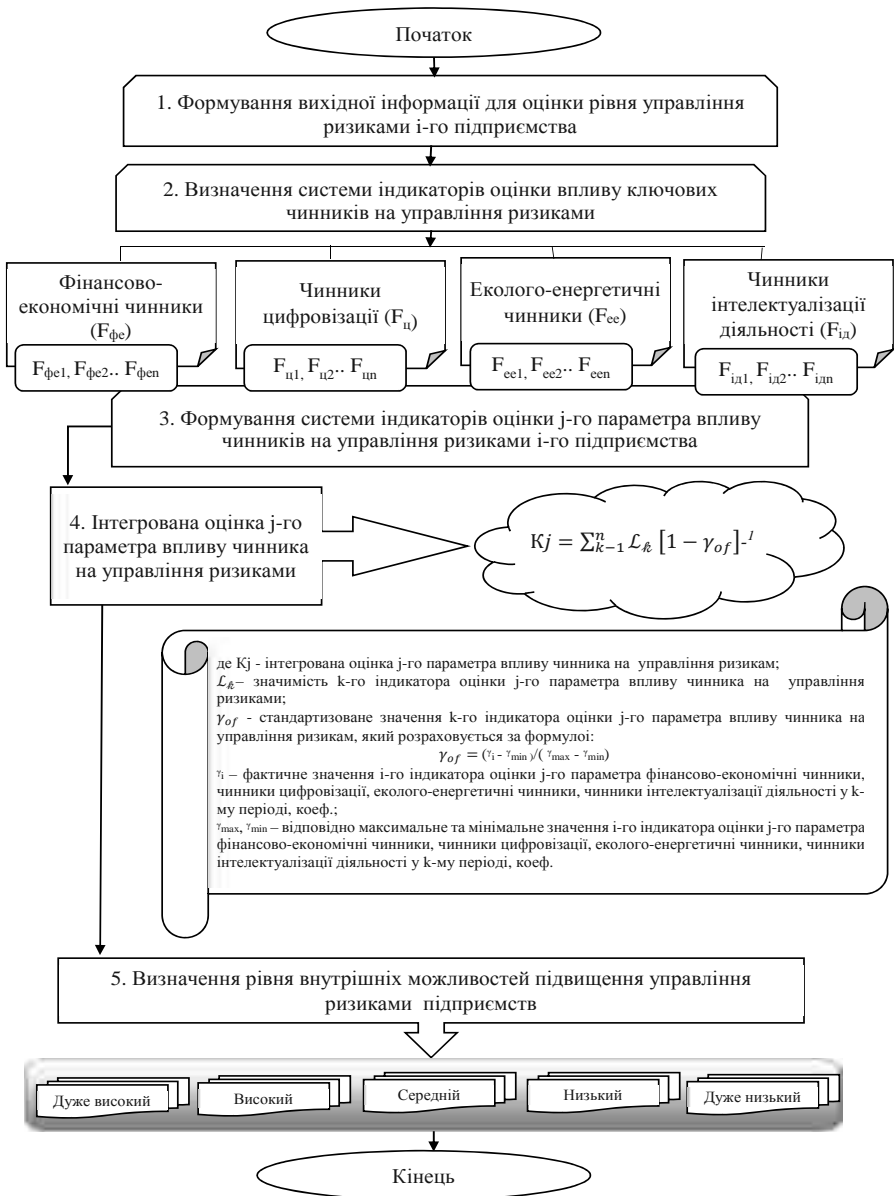 Початок
1. Формування вихідної інформації для оцінки рівня управління
ризиками і-го підприємства
2. Визначення системи індикаторів оцінки впливу ключових
чинників на управління ризиками
Фінансово-
економічні чинники
(Fфе)
Fфе1, Fфе2.. Fфеn
Чинники
цифровізації (Fц)
Fц1, Fц2.. Fцn
Еколого-енергетичні
чинники (Fее)
Fее1, Fее2.. Fееn
Чинники
інтелектуалізації
діяльності (Fід)
Fід1, Fід2.. Fідn
3. Формування системи індикаторів оцінки j-го параметра впливу
чинників на управління ризиками і-го підприємства
4. Інтегрована оцінка j-го
параметра впливу чинника
на управління ризиками
Кj = ∑ⁿₖ₋₁ ℒₖ [1 − γof]-1
де Kj - інтегрована оцінка j-го параметра впливу чинника на управління ризикам;
ℒₖ– значимість k-го індикатора оцінки j-го параметра впливу чинника на управління
ризиками;
γof - стандартизоване значення k-го індикатора оцінки j-го параметра впливу чинника на
управління ризикам, який розраховується за формулоі:
γof = (γi - γmin )/( γmax - γmin)
γi – фактичне значення і-го індикатора оцінки j-го параметра фінансово-економічні чинники,
чинники цифровізації, еколого-енергетичні чинники, чинники інтелектуалізації діяльності у k-
му періоді, коеф.;
γmax, γmin – відповідно максимальне та мінімальне значення і-го індикатора оцінки j-го параметра
фінансово-економічні чинники, чинники цифровізації, еколого-енергетичні чинники, чинники
інтелектуалізації діяльності у k-му періоді, коеф.
5. Визначення рівня внутрішніх можливостей підвищення управління
ризиками підприємств
Дуже високий
Високий
Середній
Низький
Дуже низький
Кінець